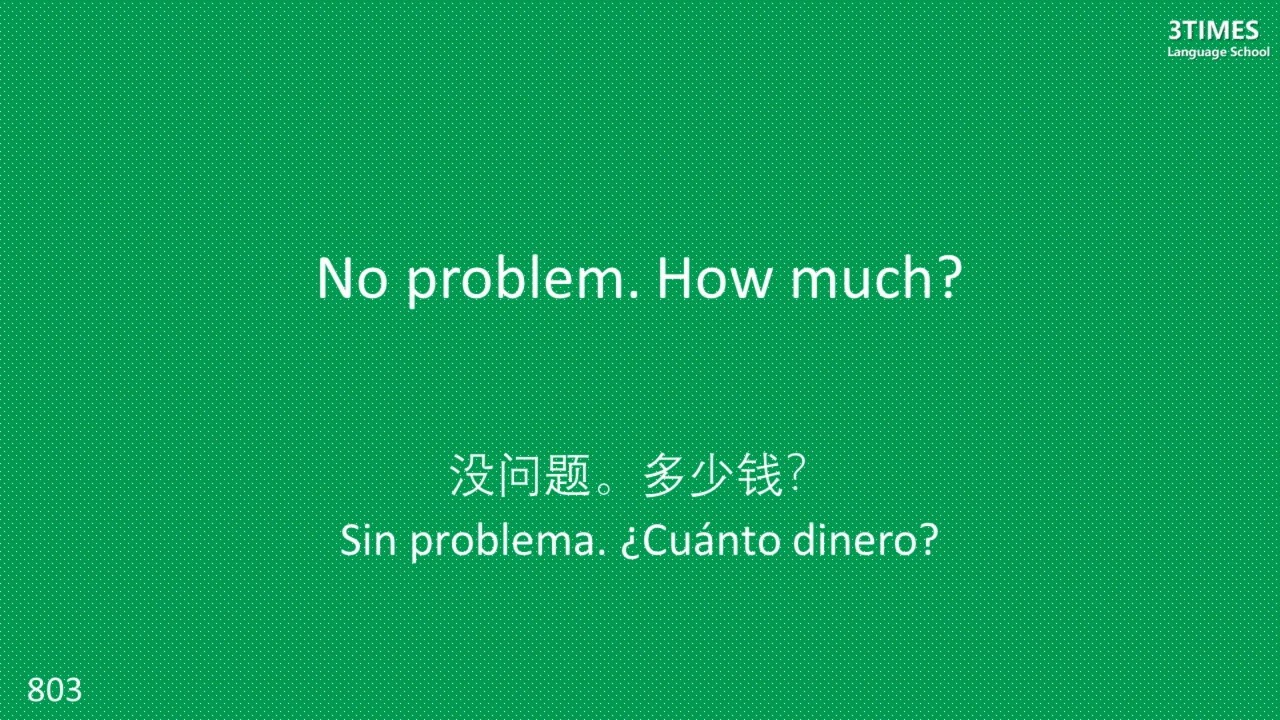 3TIMES
Language School
No problem. How much?
没问题。多少钱?
Sin problema. ¿Cuánto dinero?
803